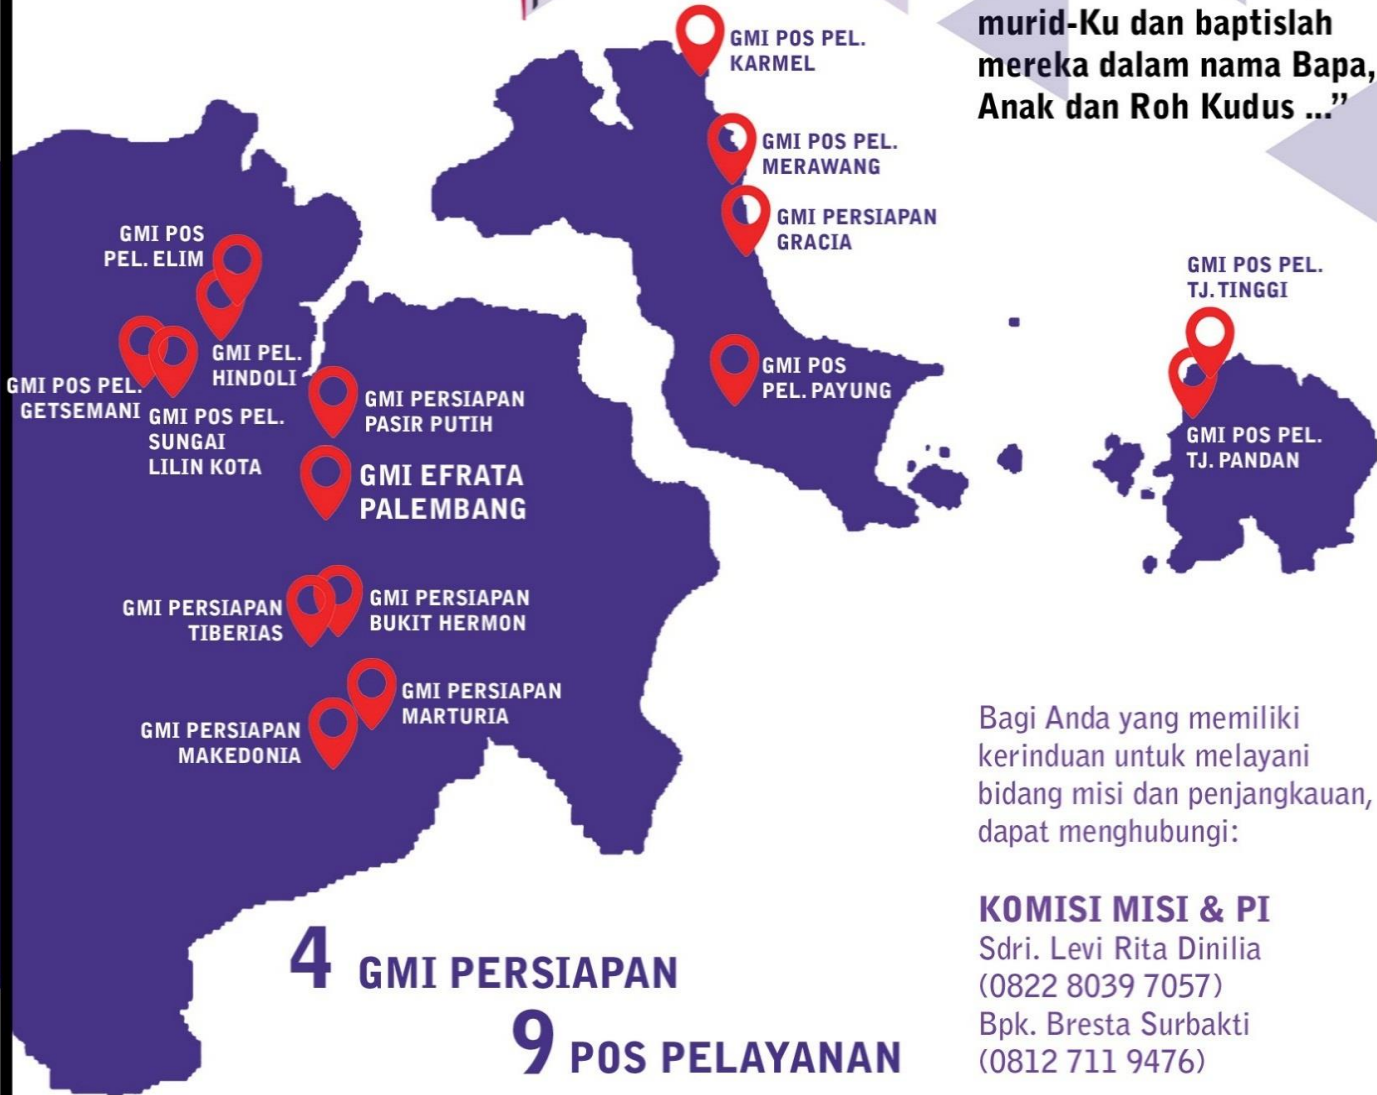 murid-Ku dan baptislah
mereka dalam nama Bapa,
Anak dan Roh Kudus ...”
GMI POS PEL.
KARMEL
GMI POS PEL.
MERAWANG
GMI PERSIAPAN
GRACIA
GMI POS
PEL. ELIM
GMI POS PEL.
TJ. TINGGI
GMI PEL.
HINDOLI
GMI POS PEL.
GETSEMANI
GMI POS PEL.
SUNGAI
LILIN KOTA
GMI PERSIAPAN
PASIR PUTIH
GMI POS
PEL. PAYUNG
GMI POS PEL.
TJ. PANDAN
GMI EFRATA
PALEMBANG
GMI PERSIAPAN
TIBERIAS
GMI PERSIAPAN
BUKIT HERMON
GMI PERSIAPAN
MARTURIA
GMI PERSIAPAN
MAKEDONIA
Bagi Anda yang memiliki
kerinduan untuk melayani
bidang misi dan penjangkauan,
dapat menghubungi:
KOMISI MISI & PI
Sdri. Levi Rita Dinilia
(0822 8039 7057)
Bpk. Bresta Surbakti
(0812 711 9476)
4 GMI PERSIAPAN
9 POS PELAYANAN